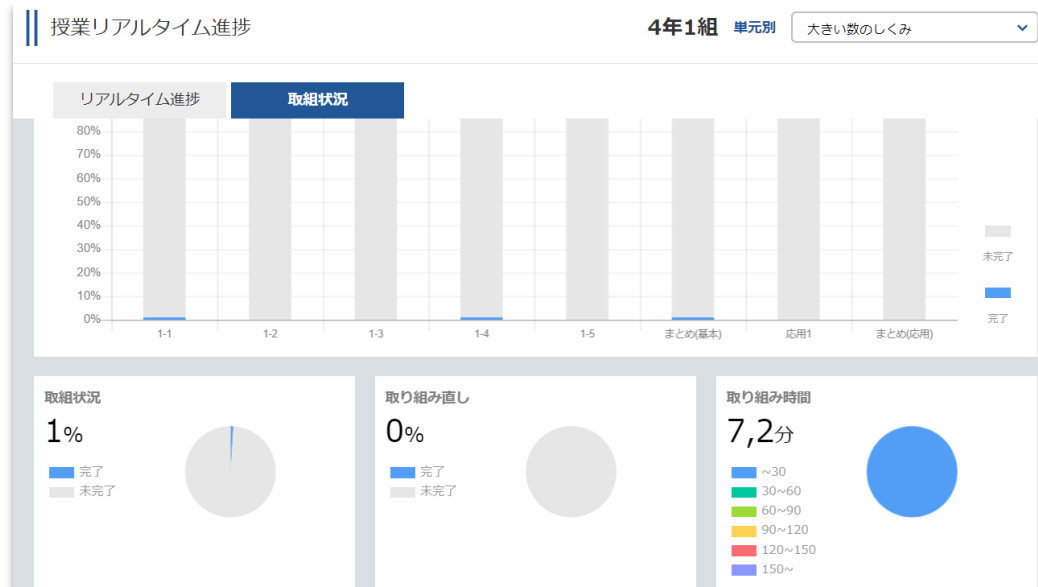 授業リアルタイム進捗
4年1組 単元別 大きい数のしくみ
リアルタイム進捗 取組状況
80%
70%
60%
50%
40%
30%
20%
10%
0%
1-1 1-2 1-3 1-4 1-5 まとめ(基本) 応用1 まとめ(応用)
未完了
完了
取組状況
1%
完了
未完了
取り組み直し
0%
完了
未完了
取り組み時間
7,2分
~30
30~60
60~90
90~120
120~150
150~